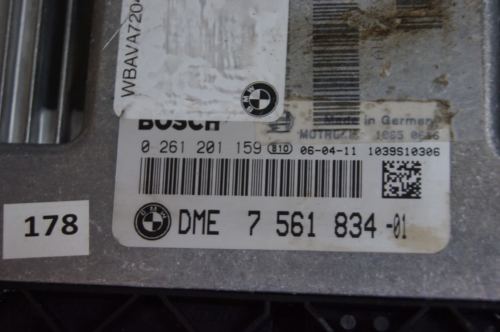 WBAVA720
BOSCH
Made in Germany
0 261 201 159 810 06-04-11 1039S10306
DME 7 561 834 -01
178